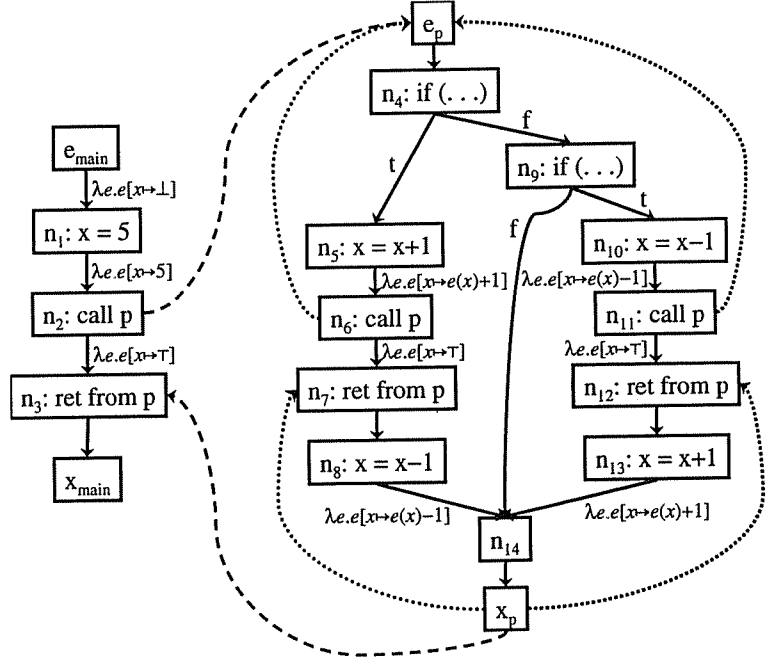 e_p
n_4: if (. . .)
f
t
e_main
λe.e[x↦⊥]
n_1: x = 5
λe.e[x→5]
n_2: call p
λe.e[x↦⊤]
n_3: ret from p
x_main
n_9: if (. . .)
t
f
n_5: x = x+1
λe.e[x↦e(x)+1]
n_6: call p
λe.e[x↦⊤]
n_7: ret from p
n_8: x = x−1
λe.e[x↦e(x)−1]
n_10: x = x−1
λe.e[x↦e(x)−1]
n_11: call p
λe.e[x↦⊤]
n_12: ret from p
n_13: x = x+1
λe.e[x↦e(x)+1]
n_14
x_p